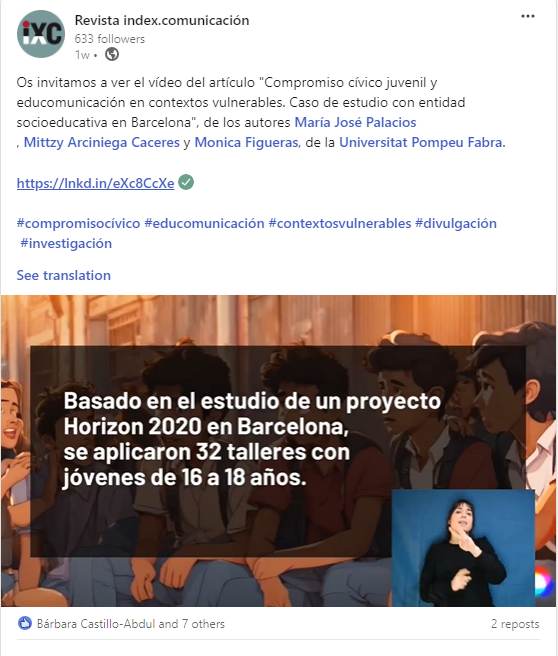 iXC
Revista index.comunicación
633 followers
1w •
Os invitamos a ver el vídeo del artículo "Compromiso cívico juvenil y
educomunicación en contextos vulnerables. Caso de estudio con entidad
socioeducativa en Barcelona", de los autores María José Palacios
, Mittzy Arciniega Caceres y Monica Figueras, de la Universitat Pompeu Fabra.
https://lnkd.in/eXc8CcXe
#compromisocívico #educomunicación #contextosvulnerables #divulgación
#investigación
See translation
Basado en el estudio de un proyecto
Horizon 2020 en Barcelona,
se aplicaron 32 talleres con
jóvenes de 16 a 18 años.
Bárbara Castillo-Abdul and 7 others
2 reposts